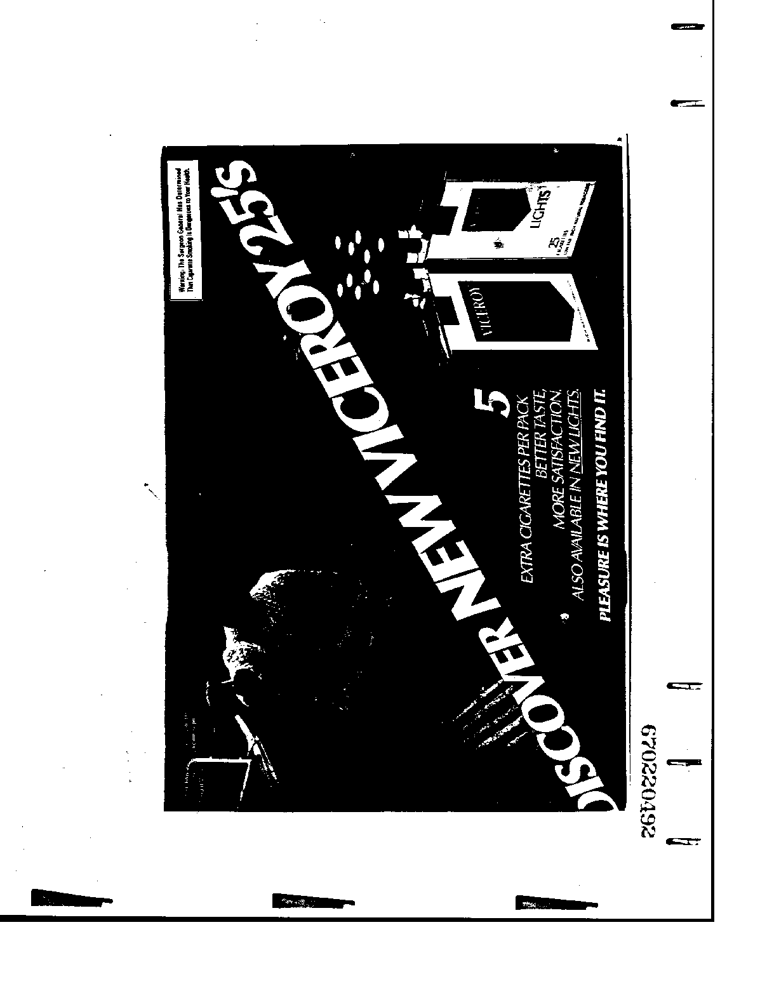 Warning: The Surgeon General Has Determined
That Cigarette Smoking Is Dangerous to Your Health.
DISCOVER NEW VICEROY 25's
LIGHTS
25
VICEROY
5
EXTRA CIGARETTES PER PACK
BETTER TASTE,
MORE SATISFACTION.
ALSO AVAILABLE IN NEW LIGHTS.
PLEASURE IS WHERE YOU FIND IT.
670220492